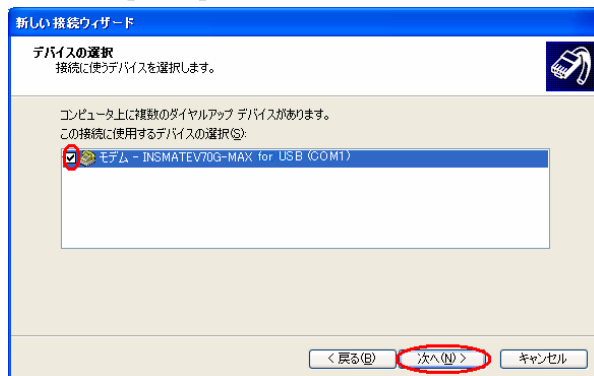 新しい接続ウィザード
デバイスの選択
接続に使うデバイスを選択します。
コンピュータ上に複数のダイヤルアップ デバイスがあります。
この接続に使用するデバイスの選択(S):
モデム - INSMATEV70G-MAX for USB (COM1)
< 戻る(B)
次へ(N) >
キャンセル